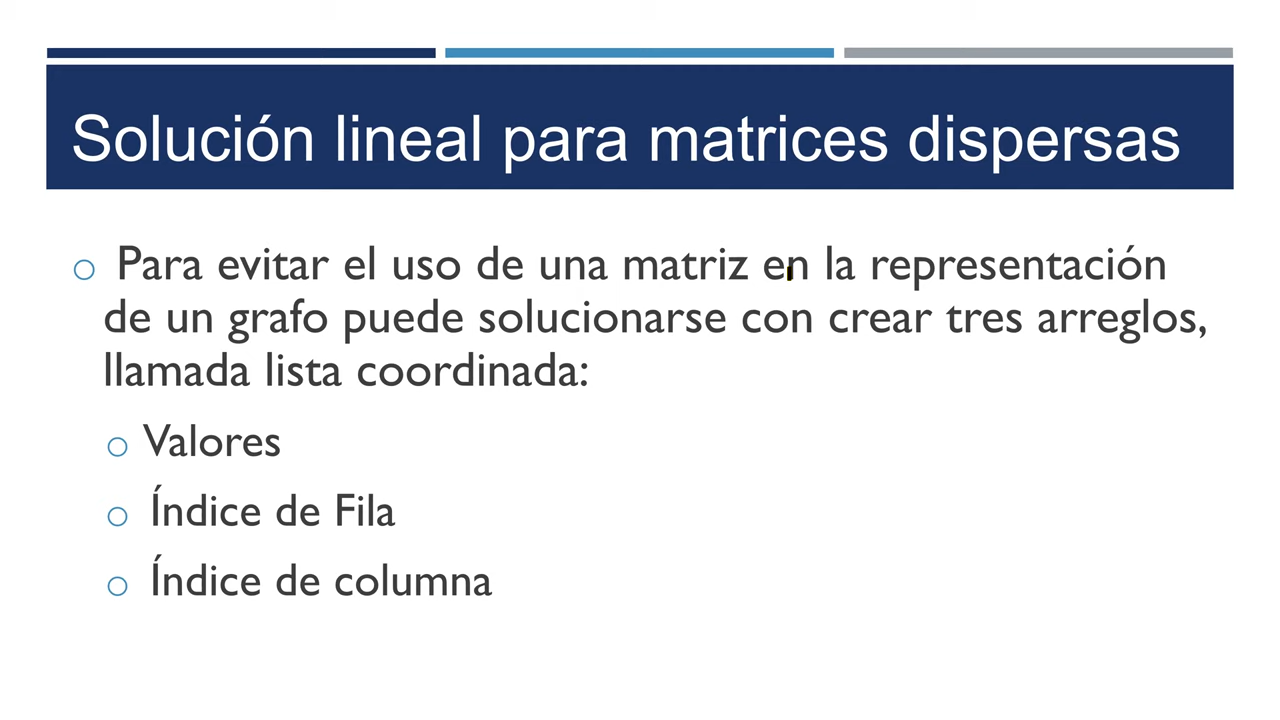 Solución lineal para matrices dispersas
Para evitar el uso de una matriz en la representación
de un grafo puede solucionarse con crear tres arreglos,
llamada lista coordinada:
Valores
Índice de Fila
Índice de columna